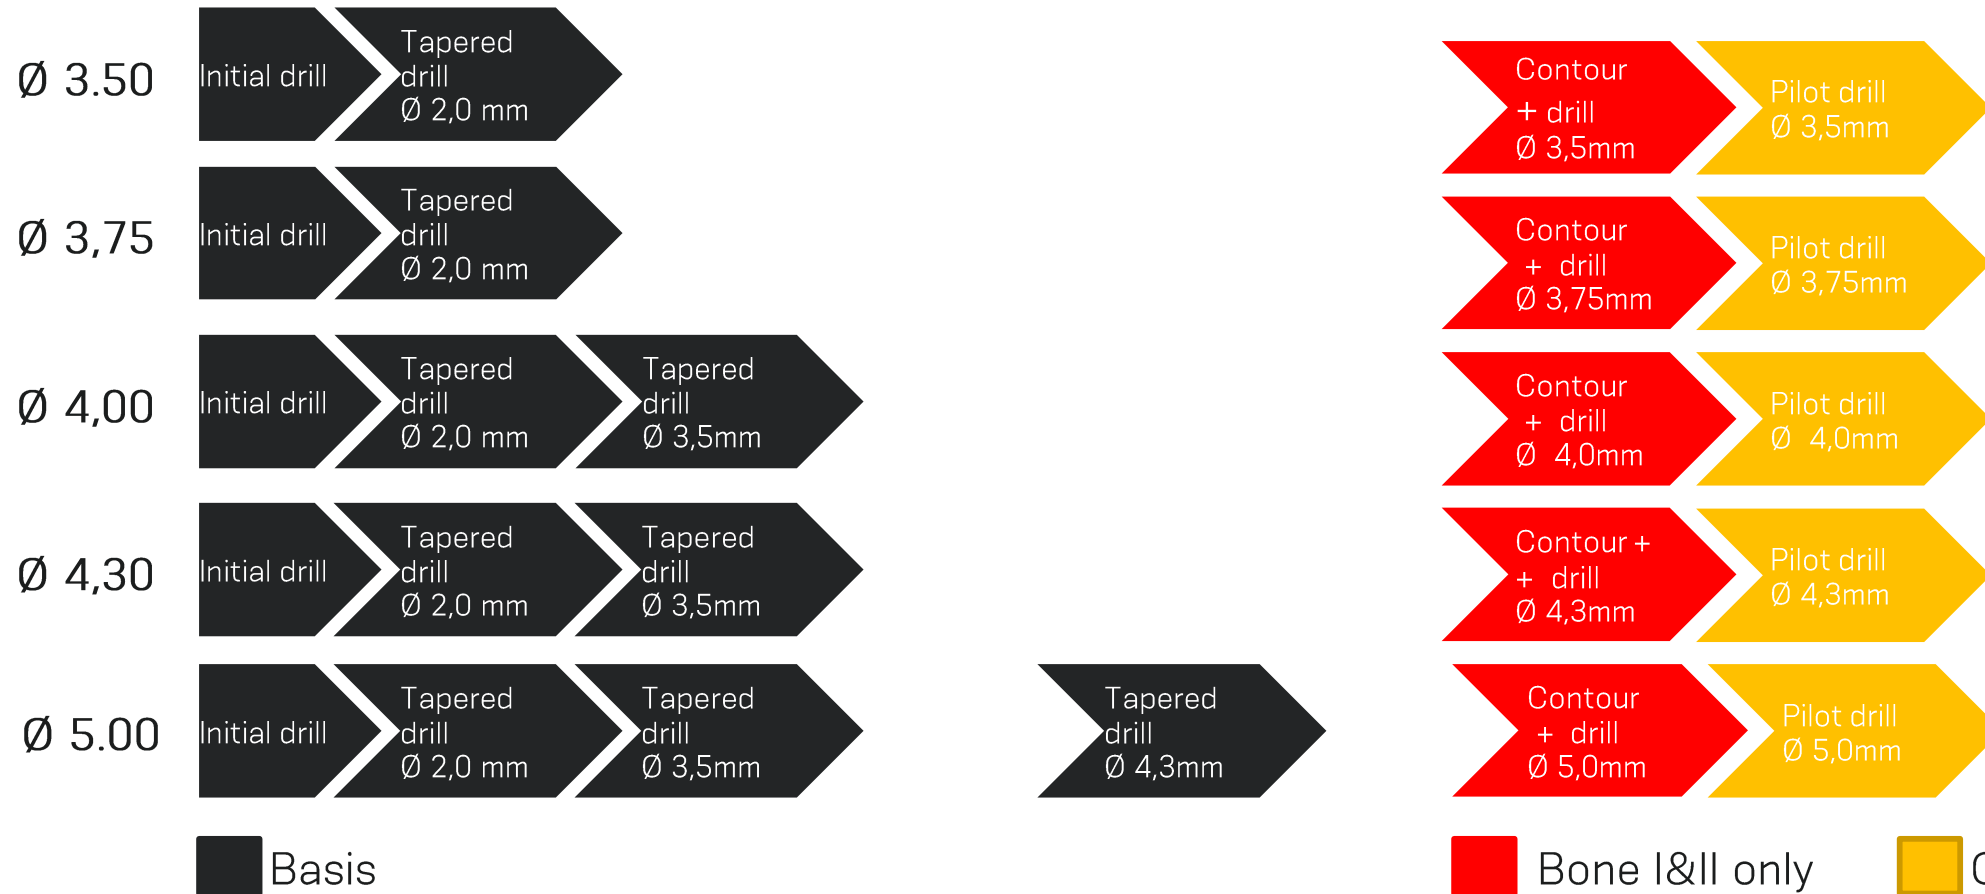 Ø 3.50
Initial drill
Tapered
drill
Ø 2,0 mm
Contour
+ drill
Ø 3,5mm
Pilot drill
Ø 3,5mm
Ø 3,75
Initial drill
Tapered
drill
Ø 2,0 mm
Contour
+ drill
Ø 3,75mm
Pilot drill
Ø 3,75mm
Ø 4,00
Initial drill
Tapered
drill
Ø 2,0 mm
Tapered
drill
Ø 3,5mm
Contour
+ drill
Ø 4,0mm
Pilot drill
Ø 4,0mm
Ø 4,30
Initial drill
Tapered
drill
Ø 2,0 mm
Tapered
drill
Ø 3,5mm
Contour +
+ drill
Ø 4,3mm
Pilot drill
Ø 4,3mm
Ø 5.00
Initial drill
Tapered
drill
Ø 2,0 mm
Tapered
drill
Ø 3,5mm
Tapered
drill
Ø 4,3mm
Contour
+ drill
Ø 5,0mm
Pilot drill
Ø 5,0mm
Basis
Bone I&II only